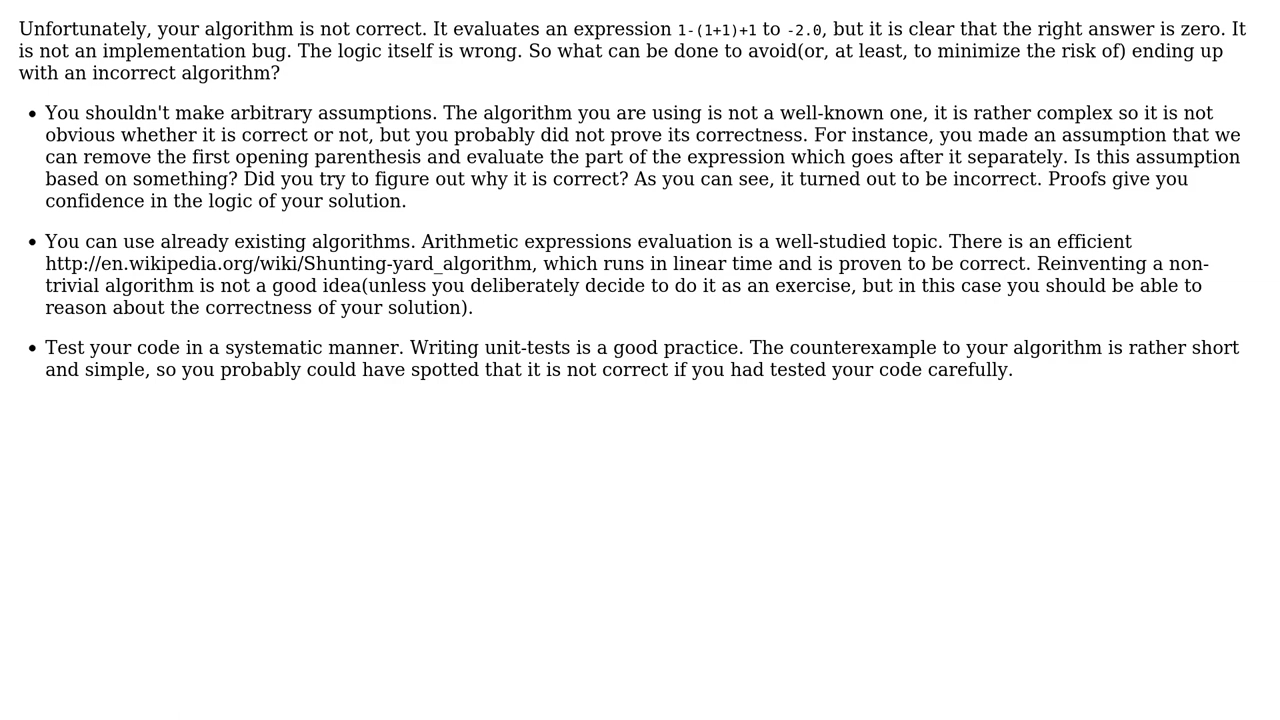 Unfortunately, your algorithm is not correct. It evaluates an expression 1-(1+1)+1 to -2.0, but it is clear that the right answer is zero. It
is not an implementation bug. The logic itself is wrong. So what can be done to avoid(or, at least, to minimize the risk of) ending up
with an incorrect algorithm?
• You shouldn't make arbitrary assumptions. The algorithm you are using is not a well-known one, it is rather complex so it is not
obvious whether it is correct or not, but you probably did not prove its correctness. For instance, you made an assumption that we
can remove the first opening parenthesis and evaluate the part of the expression which goes after it separately. Is this assumption
based on something? Did you try to figure out why it is correct? As you can see, it turned out to be incorrect. Proofs give you
confidence in the logic of your solution.
• You can use already existing algorithms. Arithmetic expressions evaluation is a well-studied topic. There is an efficient
http://en.wikipedia.org/wiki/Shunting-yard_algorithm, which runs in linear time and is proven to be correct. Reinventing a non-
trivial algorithm is not a good idea(unless you deliberately decide to do it as an exercise, but in this case you should be able to
reason about the correctness of your solution).
• Test your code in a systematic manner. Writing unit-tests is a good practice. The counterexample to your algorithm is rather short
and simple, so you probably could have spotted that it is not correct if you had tested your code carefully.